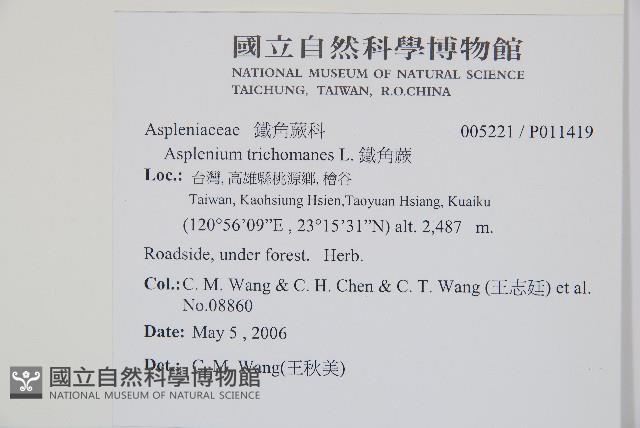 國立自然科學博物館
NATIONAL MUSEUM OF NATURAL SCIENCE
TAICHUNG, TAIWAN, R.O.CHINA
Aspleniaceae 鐵角蕨科 005221 / P011419
Asplenium trichomanes L. 鐵角蕨
Loc.: 台灣, 高雄縣桃源鄉, 檜谷
Taiwan, Kaohsiung Hsien,Taoyuan Hsiang, Kuaiku
(120°56'09”E , 23°15'31”N) alt. 2,487 m.
Roadside, under forest. Herb.
Col.: C. M. Wang & C. H. Chen & C. T. Wang (王志廷) et al.
No.08860
Date: May 5 , 2006
Det.: C. M. Wang(王秋美)
國立自然科學博物館
NATIONAL MUSEUM OF NATURAL SCIENCE